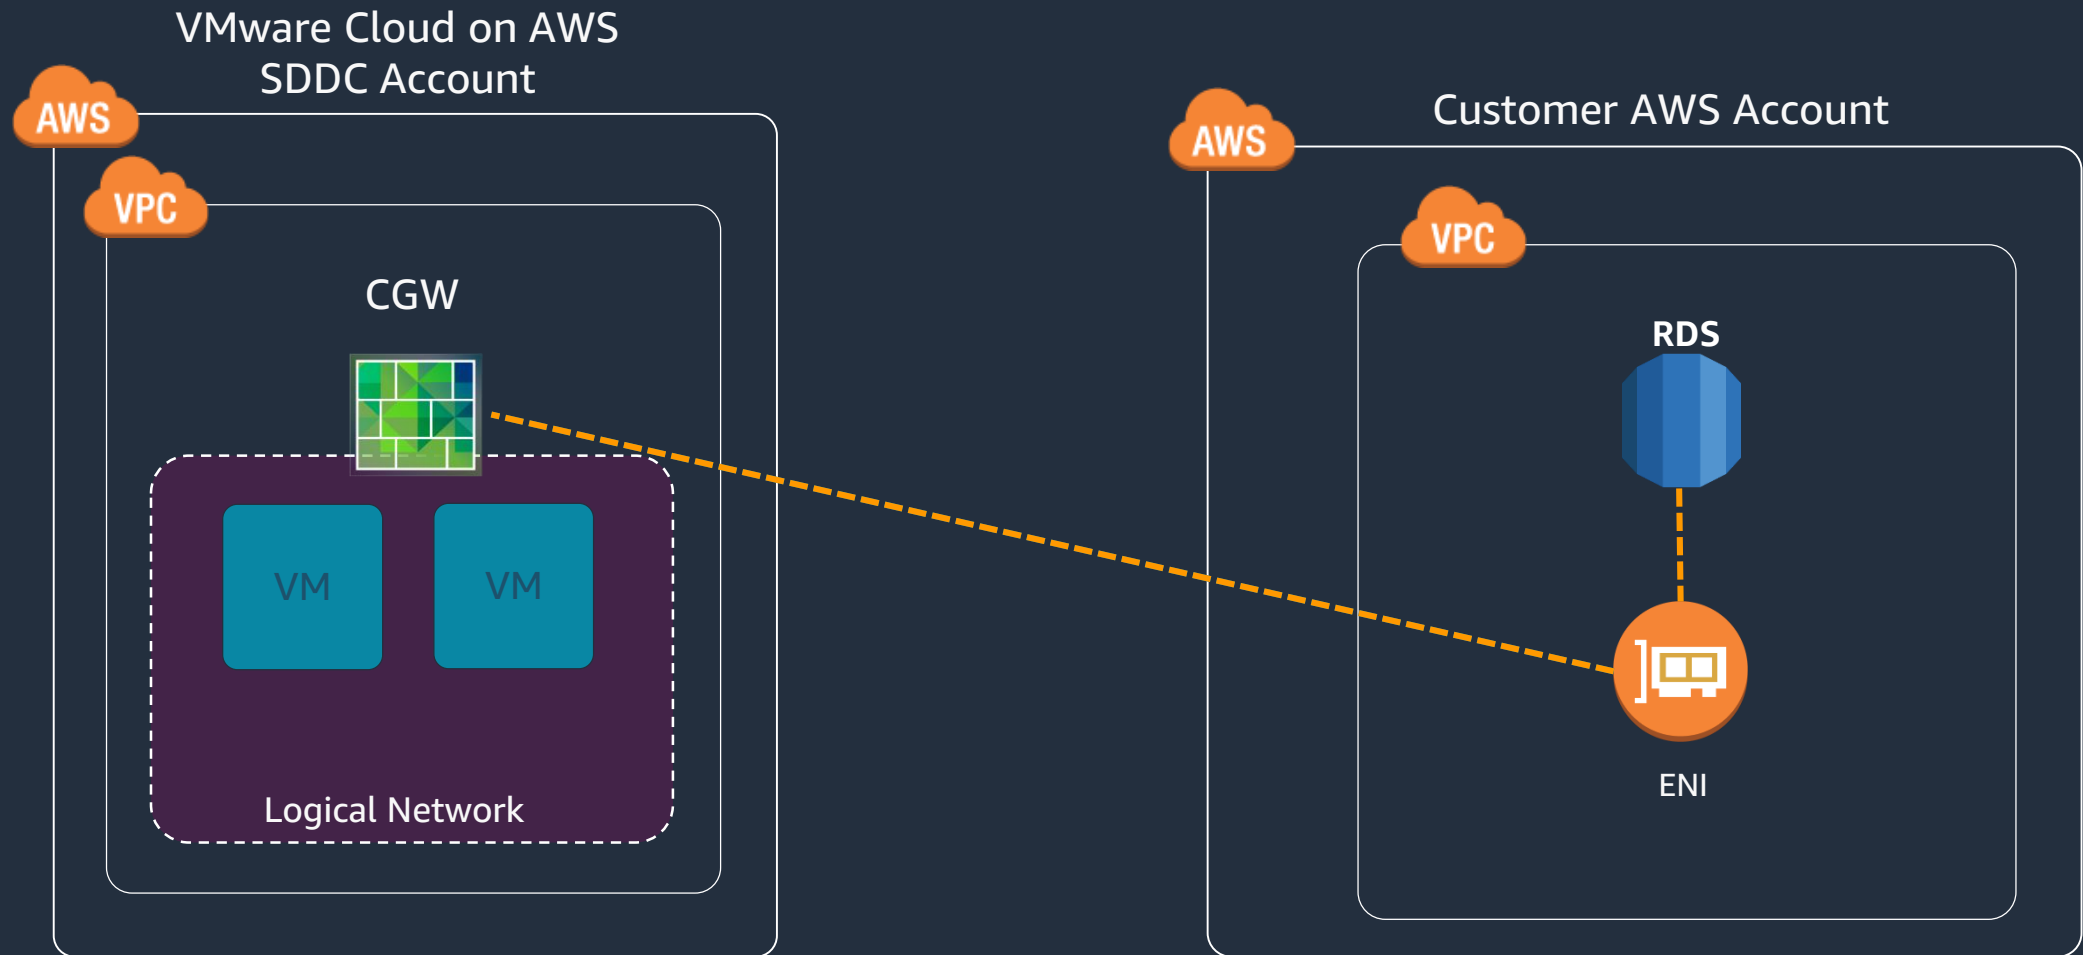 VMware Cloud on AWS
SDDC Account
AWS
VPC
CGW
VM
VM
Logical Network
Customer AWS Account
AWS
VPC
RDS
ENI